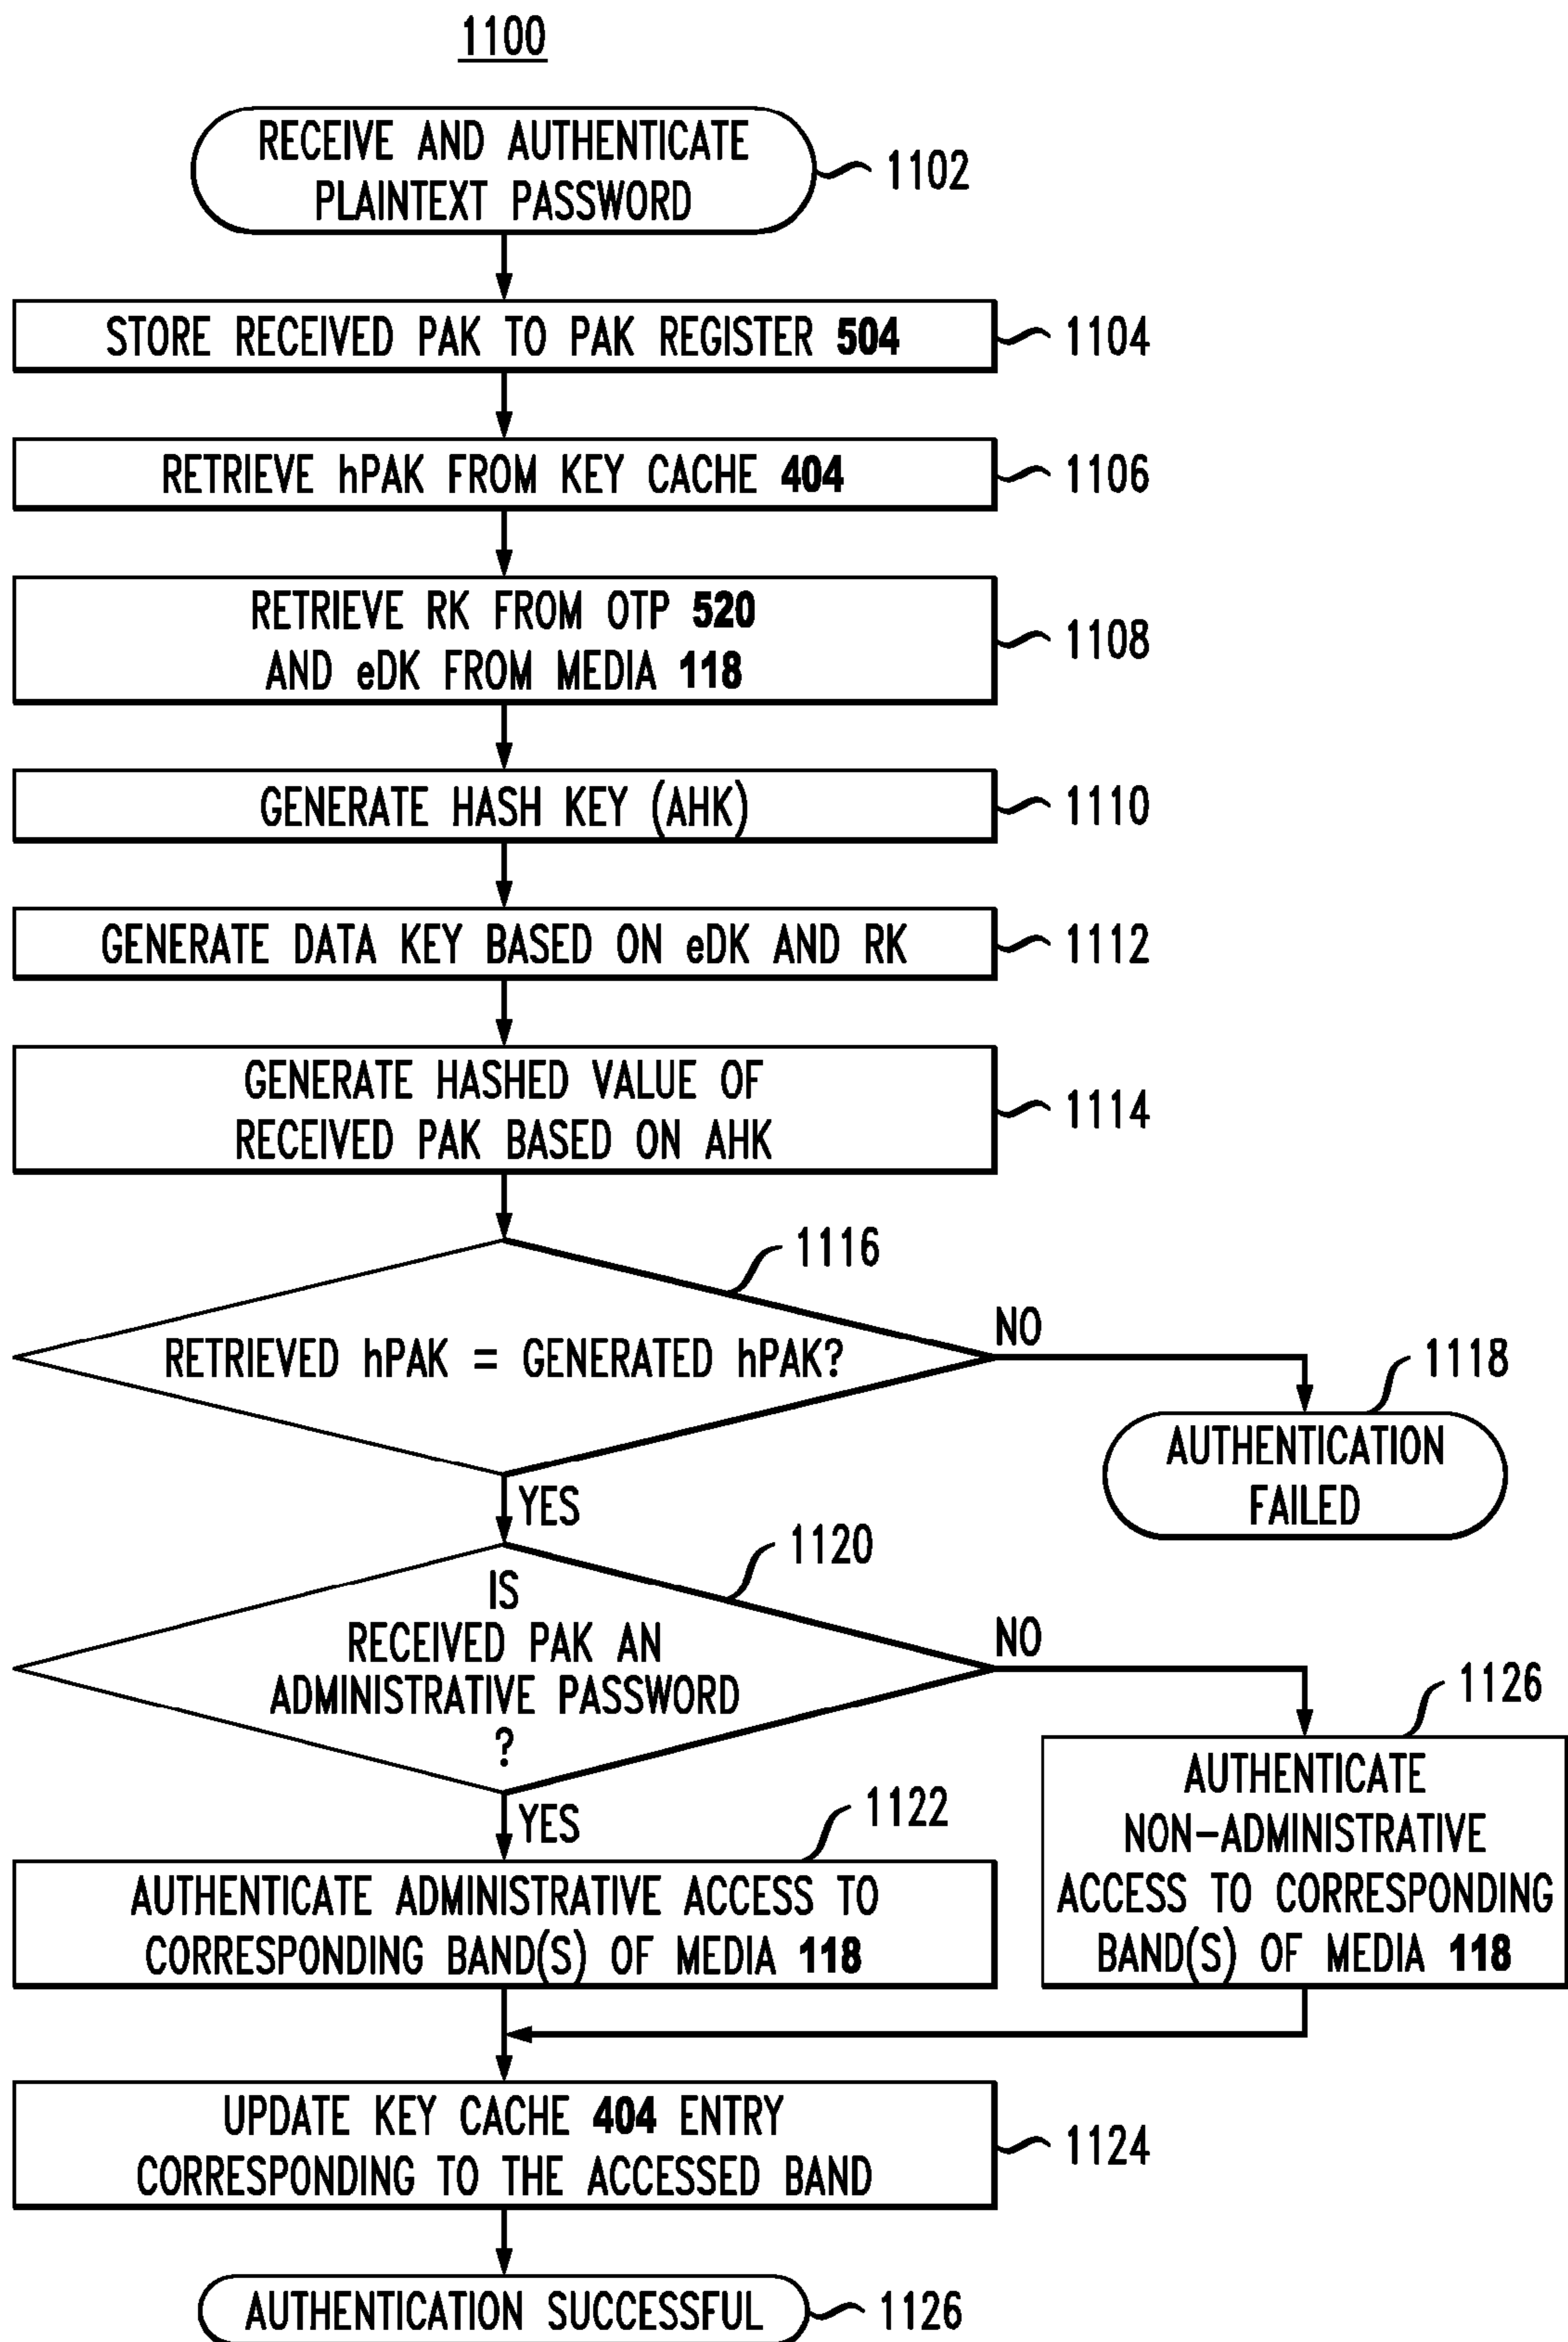 1100
RECEIVE AND AUTHENTICATE
PLAINTEXT PASSWORD
1102
STORE RECEIVED PAK TO PAK REGISTER 504
1104
RETRIEVE hPAK FROM KEY CACHE 404
1106
RETRIEVE RK FROM OTP 520
AND eDK FROM MEDIA 118
1108
GENERATE HASH KEY (AHK)
1110
GENERATE DATA KEY BASED ON eDK AND RK
1112
GENERATE HASHED VALUE OF
RECEIVED PAK BASED ON AHK
1114
1116
RETRIEVED hPAK = GENERATED hPAK?
NO
1118
AUTHENTICATION
FAILED
YES
1120
IS
RECEIVED PAK AN
ADMINISTRATIVE PASSWORD
?
NO
1126
AUTHENTICATE
NON-ADMINISTRATIVE
ACCESS TO CORRESPONDING
BAND(S) OF MEDIA 118
YES
1122
AUTHENTICATE ADMINISTRATIVE ACCESS TO
CORRESPONDING BAND(S) OF MEDIA 118
UPDATE KEY CACHE 404 ENTRY
CORRESPONDING TO THE ACCESSED BAND
1124
AUTHENTICATION SUCCESSFUL
1126